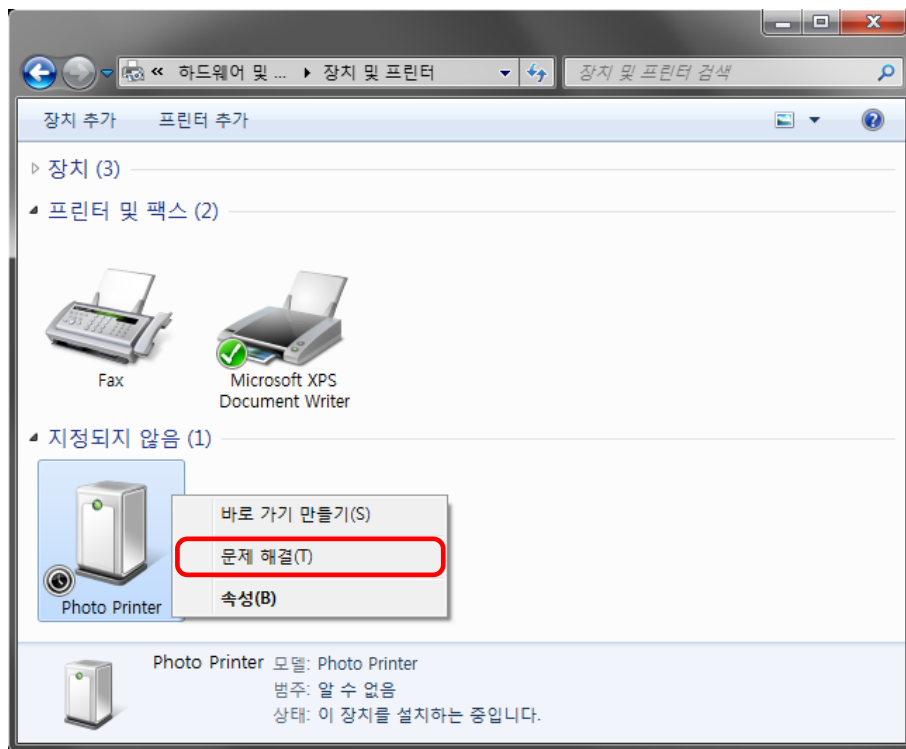 « 하드웨어 및 ... ▸ 장치 및 프린터
장치 및 프린터 검색
장치 추가 프린터 추가
장치 (3)
프린터 및 팩스 (2)
Fax
Microsoft XPS
Document Writer
지정되지 않음 (1)
바로 가기 만들기(S)
문제 해결(T)
속성(B)
Photo Printer
Photo Printer 모델: Photo Printer
범주: 알 수 없음
상태: 이 장치를 설치하는 중입니다.